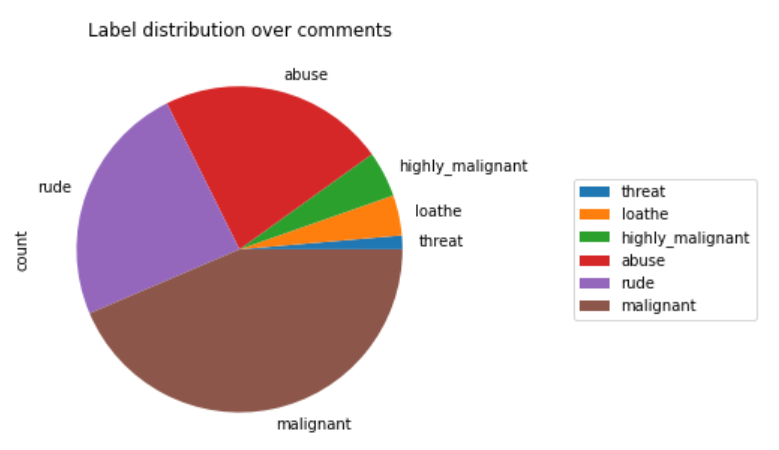 Label distribution over comments
abuse
highly_malignant
rude
loathe
threat
count
malignant
threat
loathe
highly_malignant
abuse
rude
malignant